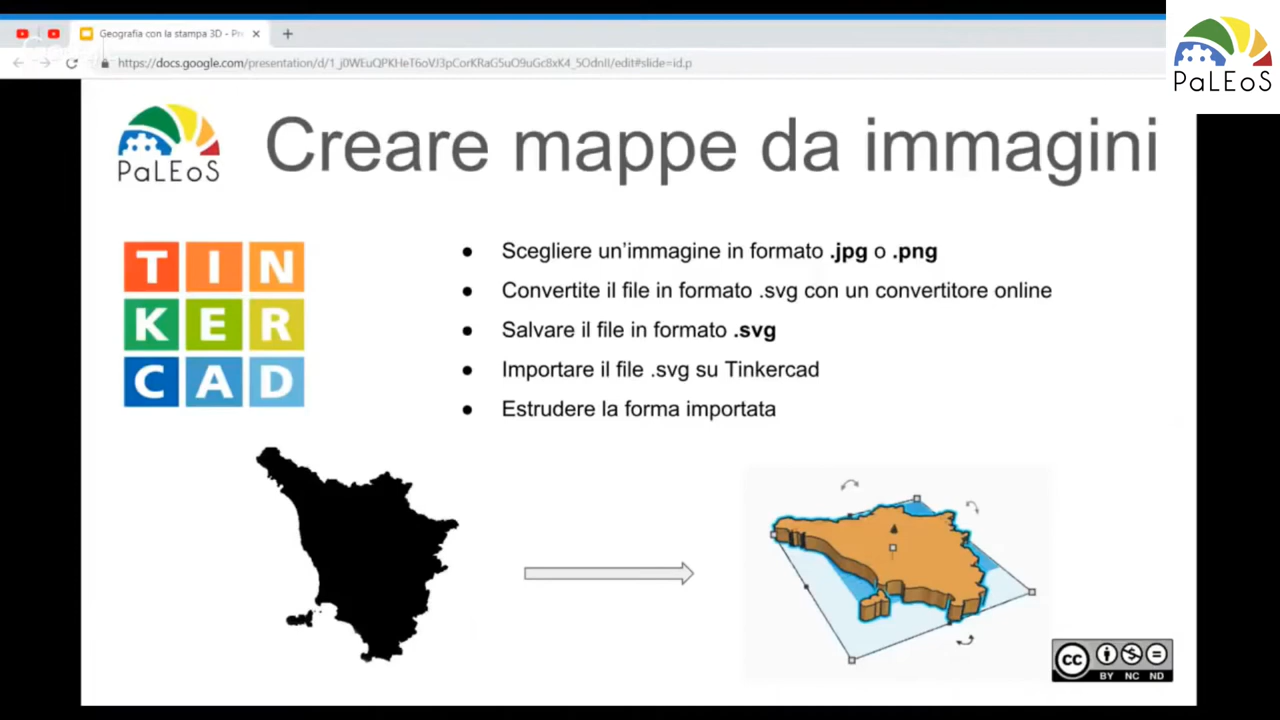 Geografia con la stampa 3D - Pr
https://docs.google.com/presentation/d/1_j0WEuQPKHeT6oVJ3pCorKRaG5uO9uGc8xK4_5OdnII/edit#slide=id.p
PaLEoS
PaLEoS
Creare mappe da immagini
TIN
KER
CAD
● Scegliere un’immagine in formato .jpg o .png
● Convertite il file in formato .svg con un convertitore online
● Salvare il file in formato .svg
● Importare il file .svg su Tinkercad
● Estrudere la forma importata
cc
BY NC ND